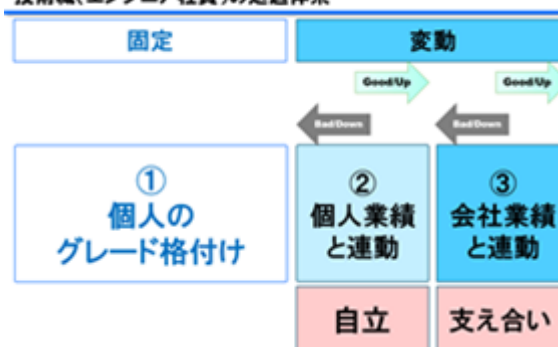 固定
変動
Good/Up
Good/Up
Bad/Down
Bad/Down
①
個人の
グレード格付け
②
個人業績
と連動
③
会社業績
と連動
自立
支え合い